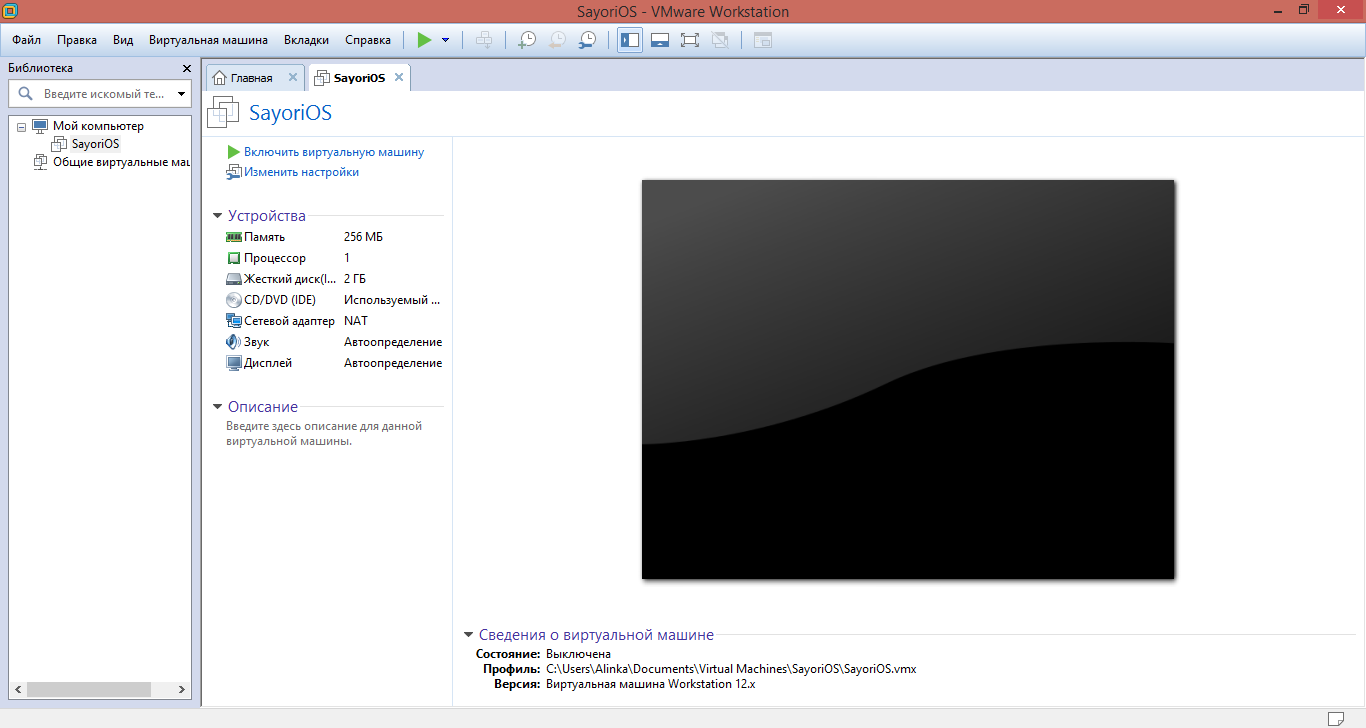 SayoriOS - VMware Workstation
Файл Правка Вид Виртуальная машина Вкладки Справка
Библиотека
Введите искомый те...
Мой компьютер
SayoriOS
Общие виртуальные маш
Главная
SayoriOS
SayoriOS
Включить виртуальную машину
Изменить настройки
Устройства
Память 256 МБ
Процессор 1
Жесткий диск(I... 2 ГБ
CD/DVD (IDE) Используемый ...
Сетевой адаптер NAT
Звук Автоопределение
Дисплей Автоопределение
Описание
Введите здесь описание для данной
виртуальной машины.
Сведения о виртуальной машине
Состояние: Выключена
Профиль: C:\Users\Alinka\Documents\Virtual Machines\SayoriOS\SayoriOS.vmx
Версия: Виртуальная машина Workstation 12.x